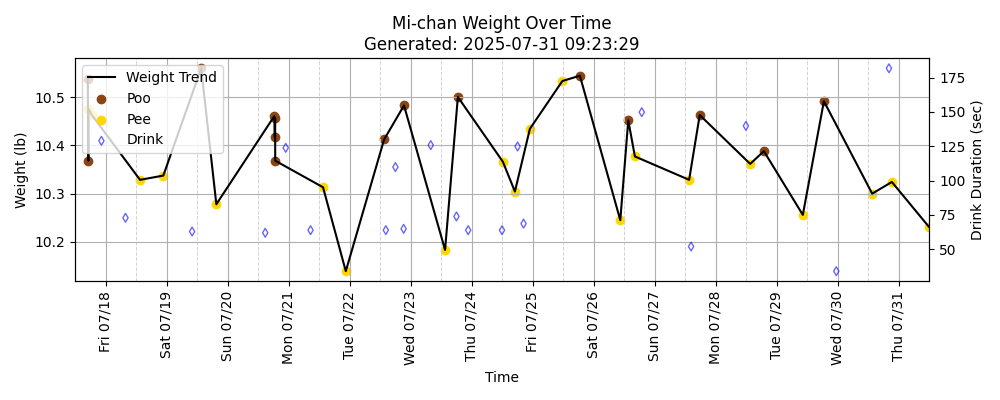 Mi-chan Weight Over Time
Generated: 2025-07-31 09:23:29
Weight Trend
Poo
Pee
Drink
Weight (lb)
10.5
10.4
10.3
10.2
175
150
125
100
75
50
Drink Duration (sec)
Fri 07/18
Sat 07/19
Sun 07/20
Mon 07/21
Tue 07/22
Wed 07/23
Thu 07/24
Fri 07/25
Sat 07/26
Sun 07/27
Mon 07/28
Tue 07/29
Wed 07/30
Thu 07/31
Time